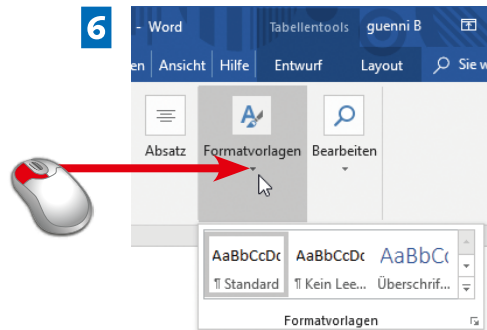 6
- Word Tabellentools guenni B
en Ansicht Hilfe Entwurf Layout Sie w
Absatz Formatvorlagen Bearbeiten
AaBbCcDc AaBbCcDc AaBbCc
¶ Standard ¶ Kein Lee... Überschrif...
Formatvorlagen